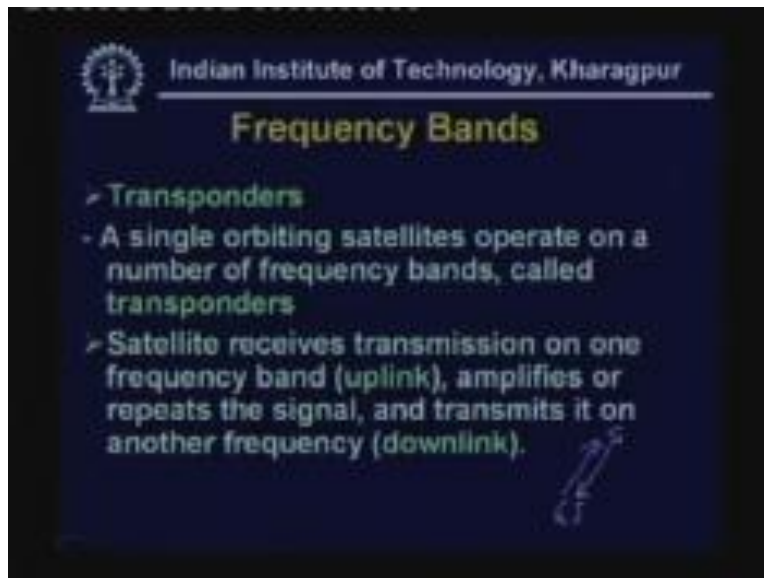 Indian Institute of Technology, Kharagpur
Frequency Bands
➢ Transponders
- A single orbiting satellites operate on a
number of frequency bands, called
transponders
➢ Satellite receives transmission on one
frequency band (uplink), amplifies or
repeats the signal, and transmits it on
another frequency (downlink).